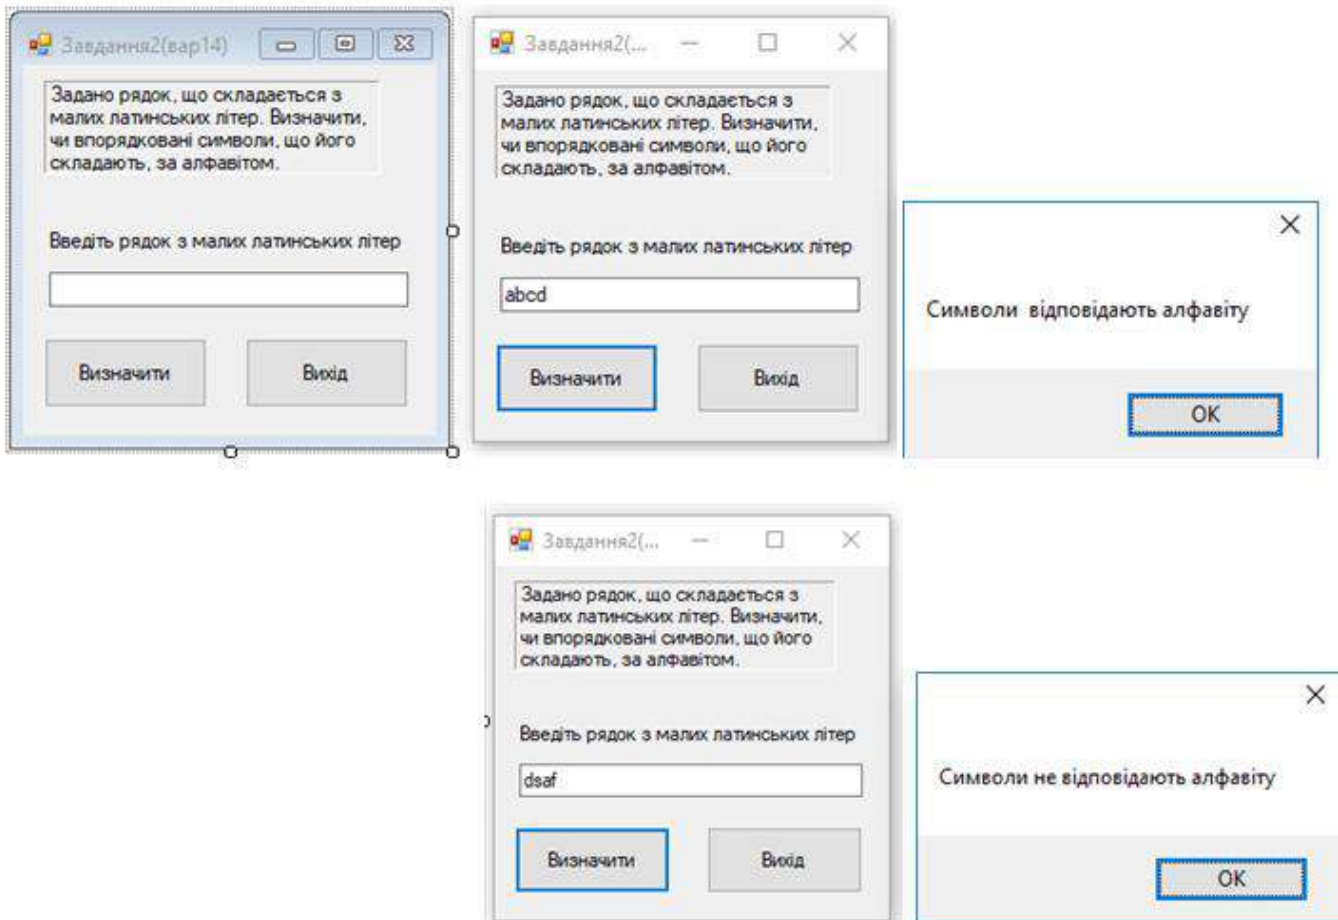 Завдання2(вар14)
Задано рядок, що складається з
малих латинських літер. Визначити,
чи впорядковані символи, що його
складають, за алфавітом.
Введіть рядок з малих латинських літер
Визначити
Вихід
Завдання2(...
Задано рядок, що складається з
малих латинських літер. Визначити,
чи впорядковані символи, що його
складають, за алфавітом.
Введіть рядок з малих латинських літер
abcd
Визначити
Вихід
Символи  відповідають алфавіту
OK
Завдання2(...
Задано рядок, що складається з
малих латинських літер. Визначити,
чи впорядковані символи, що його
складають, за алфавітом.
Введіть рядок з малих латинських літер
dsaf
Визначити
Вихід
Символи не відповідають алфавіту
OK